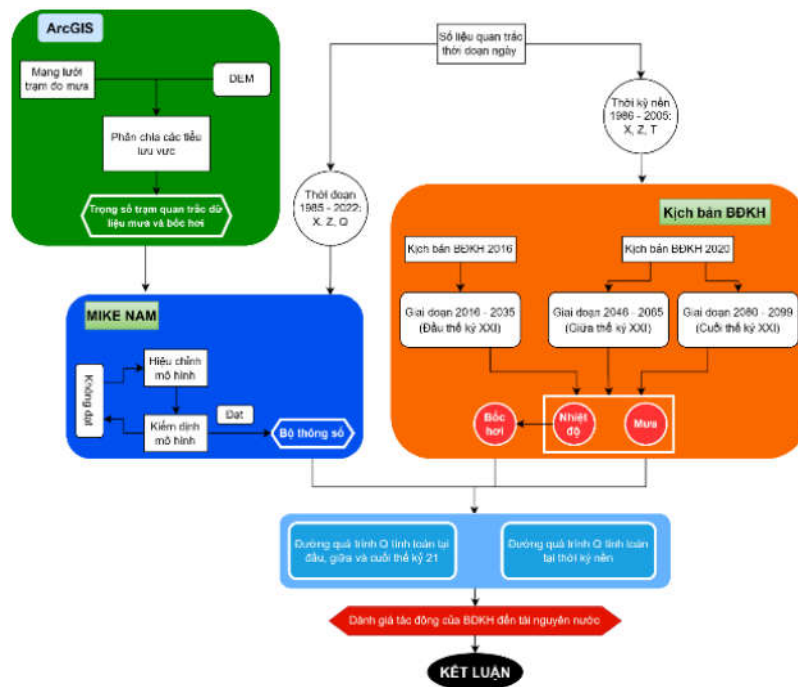 ArcGIS
Mạng lưới
trạm đo mưa
DEM
Phân chia các tiểu
lưu vực
Trọng số trạm quan trắc dữ
liệu mưa và bốc hơi
Số liệu quan trắc
thời đoạn ngày
Thời kỳ nền
1986 - 2005:
X, Z, T
Thời đoạn
1985 - 2022:
X, Z, Q
MIKE NAM
Hiệu chỉnh
mô hình
Không đạt
Kiểm định
mô hình
Đạt
Bộ thông số
Kịch bản BĐKH
Kịch bản BĐKH 2016
Kịch bản BĐKH 2020
Giai đoạn 2016 - 2035
(Đầu thế kỷ XXI)
Giai đoạn 2046 - 2065
(Giữa thế kỷ XXI)
Giai đoạn 2080 - 2099
(Cuối thế kỷ XXI)
Bốc
hơi
Nhiệt
độ
Mưa
Đường quá trình Q tính toán tại
đầu, giữa và cuối thế kỷ 21
Đường quá trình Q tính toán
tại thời kỳ nền
Đánh giá tác động của BĐKH đến tài nguyên nước
KẾT LUẬN